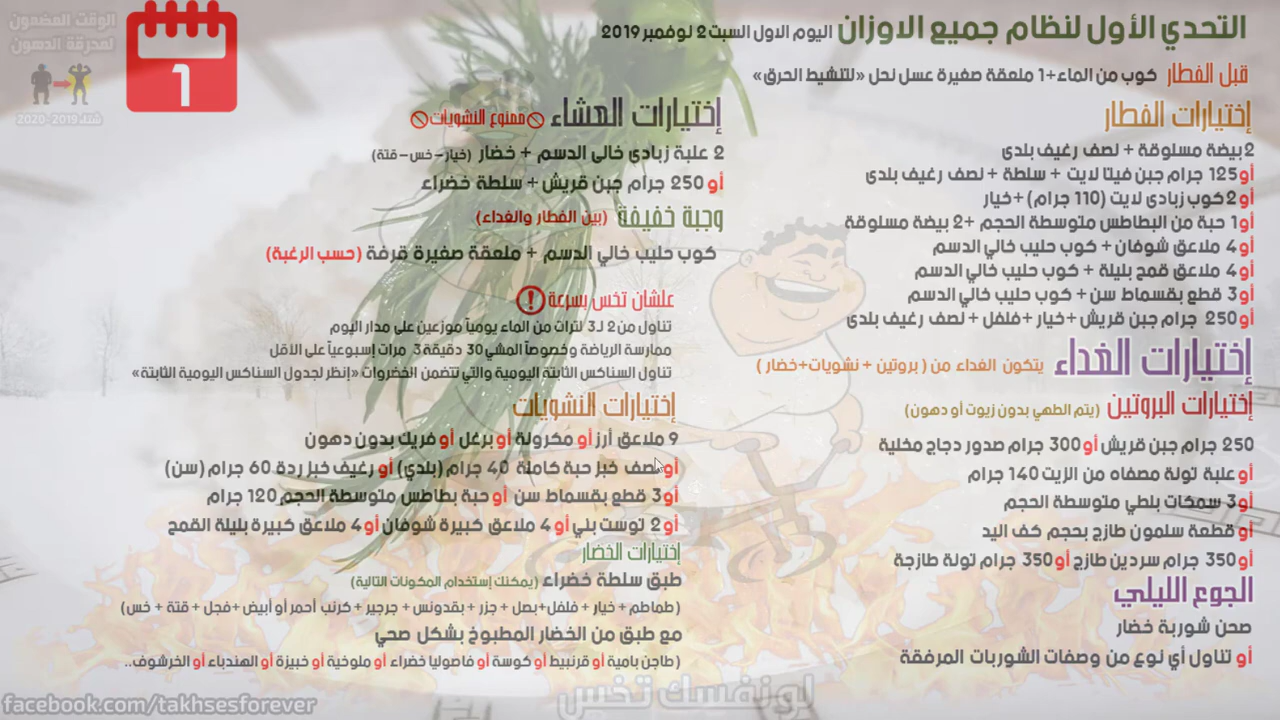 التحدي الأول لنظام جميع الاوزان اليوم الاول السبت 2 نوفمبر 2019
قبل الفطار كوب من الماء+1 ملعقة صغيرة عسل نحل «للتشيط الحرق»
إختيارات الفطار
2 بيضة مسلوقة + نصف رغيف بلدى
أو 125 جرام جبن فيتا لايت + سلطة + نصف رغيف بلدى
أو 2 كوب زبادى لايت (110 جرام) +خيار
أو 1 حبة من البطاطس متوسطة الحجم +2 بيضة مسلوقة
أو 4 ملاعق شوفان + كوب حليب خالي الدسم
أو 4 ملاعق قمح بليلة + كوب حليب خالي الدسم
أو 3 قطع بقسماط سن + كوب حليب خالي الدسم
أو 250 جرام جبن قريش+خيار+فلفل+نصف رغيف بلدى
إختيارات الغداء يتكون الغداء من ( بروتين + نشويات+خضار )
إختيارات البروتين (يتم الطهي بدون زيوت أو دهون)
250 جرام جبن قريش أو 300 جرام صدور دجاج مخلية
أو علبة تونة مصفاه من الزيت 140 جرام
أو 3 سمكات بلطي متوسطة الحجم
أو قطعة سلمون طازج بحجم كف اليد
أو 350 جرام سردين طازج أو 350 جرام تونة طازجة
الجوع الليلي
صحن شوربة خضار
أو تناول أي نوع من وصفات الشوربات المرفقة
إختيارات العشاء ممنوع النشويات
2 علبة زبادى خالى الدسم + خضار (خيار-خس-قتة)
أو 250 جرام جبن قريش + سلطة خضراء
وجبة خفيفة (بين الفطار والغداء)
كوب حليب خالي الدسم + ملعقة صغيرة قرفة (حسب الرغبة)
علشان تخس بسرعة !
تناول من 2 لـ 3 لترات من الماء يومياً موزعين على مدار اليوم
ممارسة الرياضة وخصوصاً المشي 30 دقيقة 3 مرات إسبوعياً على الاقل
تناول السناكس الثابتة اليومية والتي تتضمن الخضروات «إنظر لجدول السناكس اليومية الثابتة»
إختيارات النشويات
9 ملاعق أرز أو مكرونة أو برغل أو فريك بدون دهون
أو نصف خبز حبة كاملة 40 جرام (بلدي) أو رغيف خبز ردة 60 جرام (سن)
أو 3 قطع بقسماط سن أو حبة بطاطس متوسطة الحجم 120 جرام
أو 2 توست بني أو 4 ملاعق كبيرة شوفان أو 4 ملاعق كبيرة بليلة القمح
إختيارات الخضار
طبق سلطة خضراء (يمكنك إستخدام المكونات التالية)
(طماطم + خيار + فلفل+بصل + جزر + بقدونس + جرجير + كرنب أحمر أو أبيض+فجل + قتة + خس)
مع طبق من الخضار المطبوخ بشكل صحي
(طاجن بامية أو قرنبيط أو كوسة أو فاصوليا خضراء أو ملوخية أو خبيزة أو الهندباء أو الخرشوف..
الوقت المضمون
لمحرقة الدهون
شتاء 2019-2020
1
لو نفسك تخس
facebook.com/takhsesforever